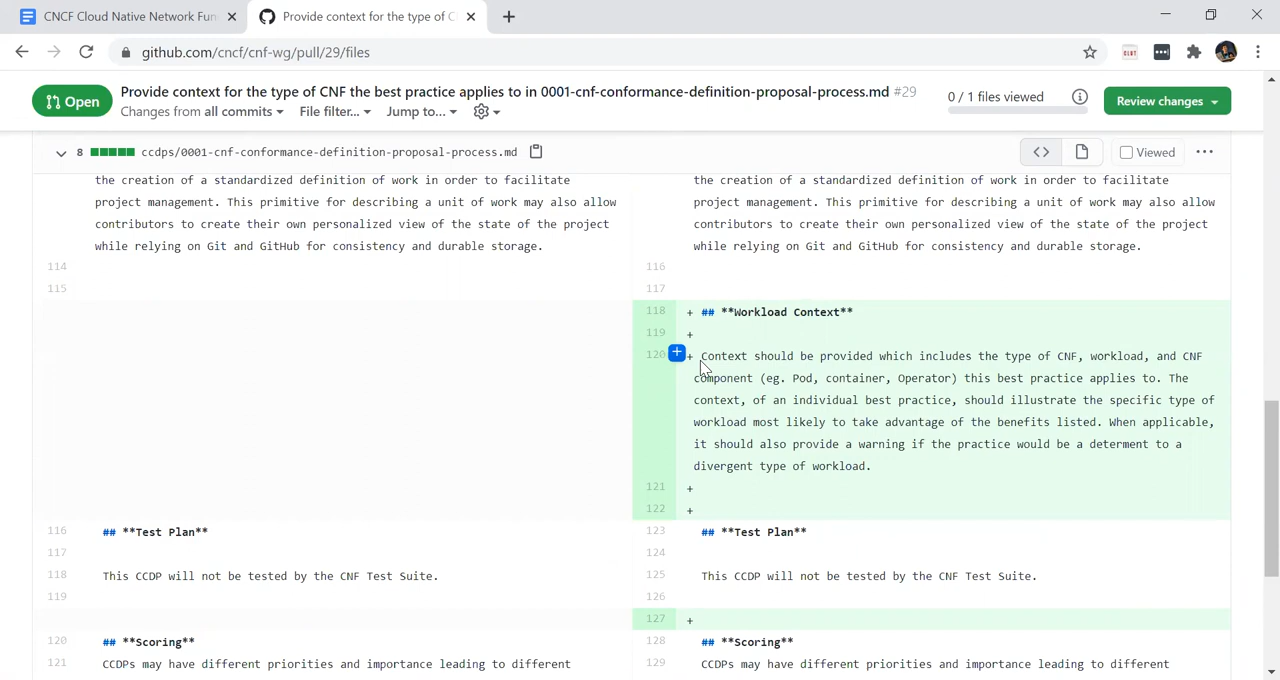 CNCF Cloud Native Network Fun
Provide context for the type of C
github.com/cncf/cnf-wg/pull/29/files
CLOT
Open
Provide context for the type of CNF the best practice applies to in 0001-cnf-conformance-definition-proposal-process.md #29
Changes from all commits File filter... Jump to...
0 / 1 files viewed
Review changes
8 ccdps/0001-cnf-conformance-definition-proposal-process.md
Viewed
the creation of a standardized definition of work in order to facilitate
project management. This primitive for describing a unit of work may also allow
contributors to create their own personalized view of the state of the project
while relying on Git and GitHub for consistency and durable storage.
114
115
116 ## **Test Plan**
117
118 This CCDP will not be tested by the CNF Test Suite.
119
120 ## **Scoring**
121 CCDPs may have different priorities and importance leading to different
the creation of a standardized definition of work in order to facilitate
project management. This primitive for describing a unit of work may also allow
contributors to create their own personalized view of the state of the project
while relying on Git and GitHub for consistency and durable storage.
116
117
118 + ## **Workload Context**
119 +
120 + Context should be provided which includes the type of CNF, workload, and CNF
component (eg. Pod, container, Operator) this best practice applies to. The
context, of an individual best practice, should illustrate the specific type of
workload most likely to take advantage of the benefits listed. When applicable,
it should also provide a warning if the practice would be a determent to a
divergent type of workload.
121 +
122 +
123 ## **Test Plan**
124
125 This CCDP will not be tested by the CNF Test Suite.
126
127 +
128 ## **Scoring**
129 CCDPs may have different priorities and importance leading to different